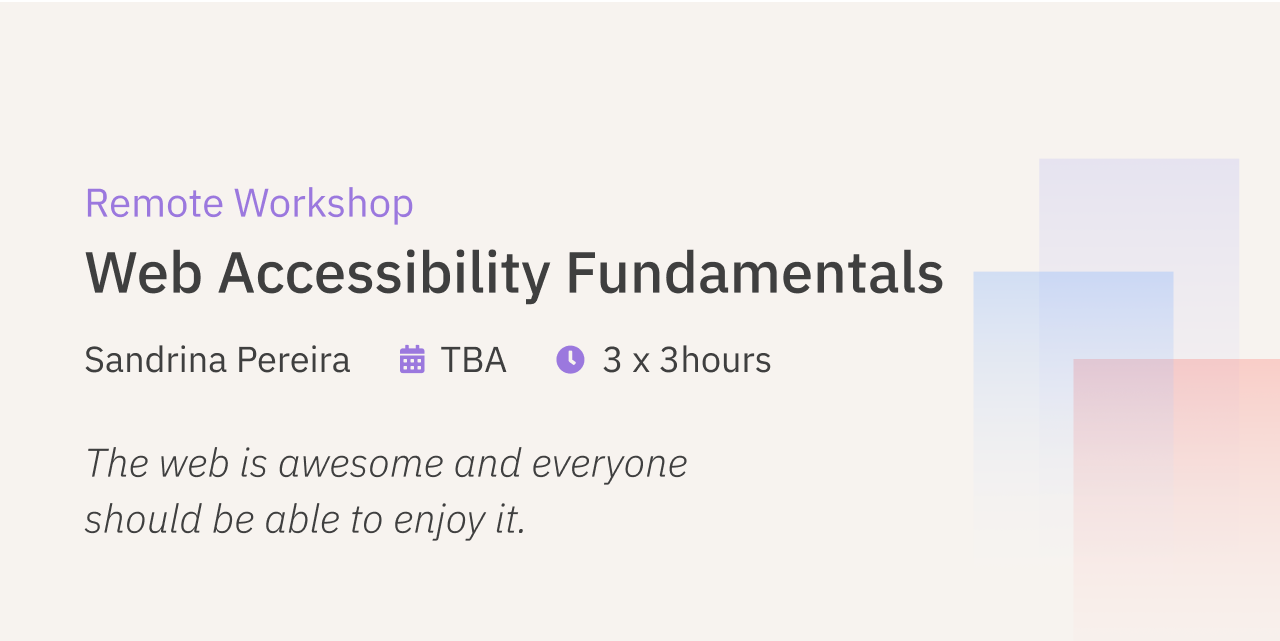 Remote Workshop
Web Accessibility Fundamentals
Sandrina Pereira TBA 3 x 3hours
The web is awesome and everyone
should be able to enjoy it.